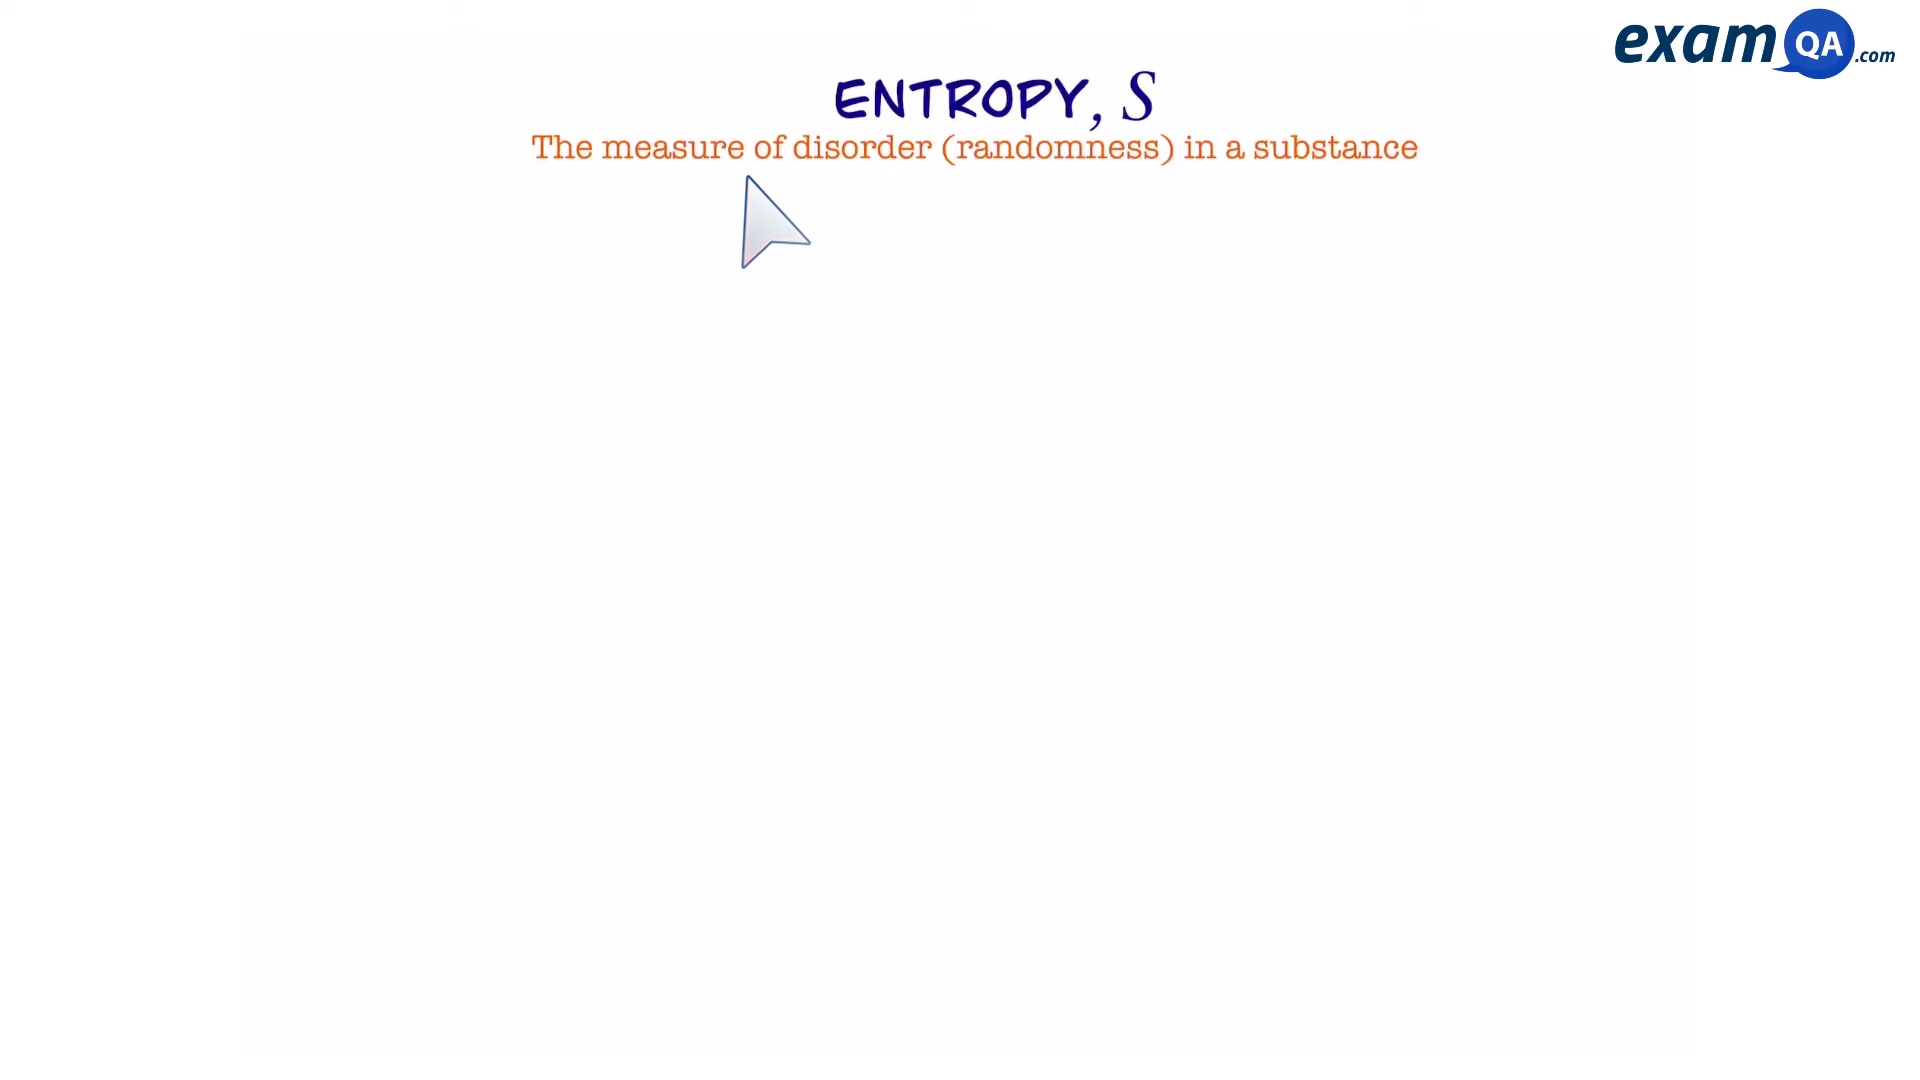 examQA.com
ENTROPY, S
The measure of disorder (randomness) in a substance